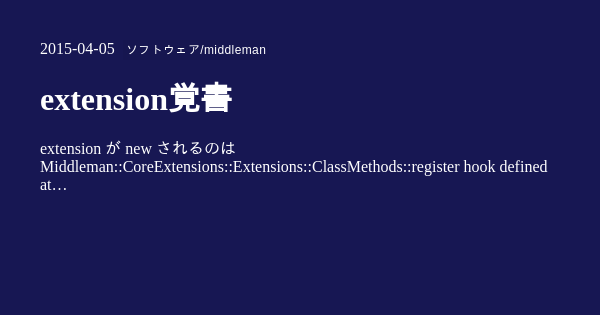 2015-04-05 ソフトウェア/middleman
extension覚書
extension が new されるのは
Middleman::CoreExtensions::Extensions::ClassMethods::register hook defined
at…